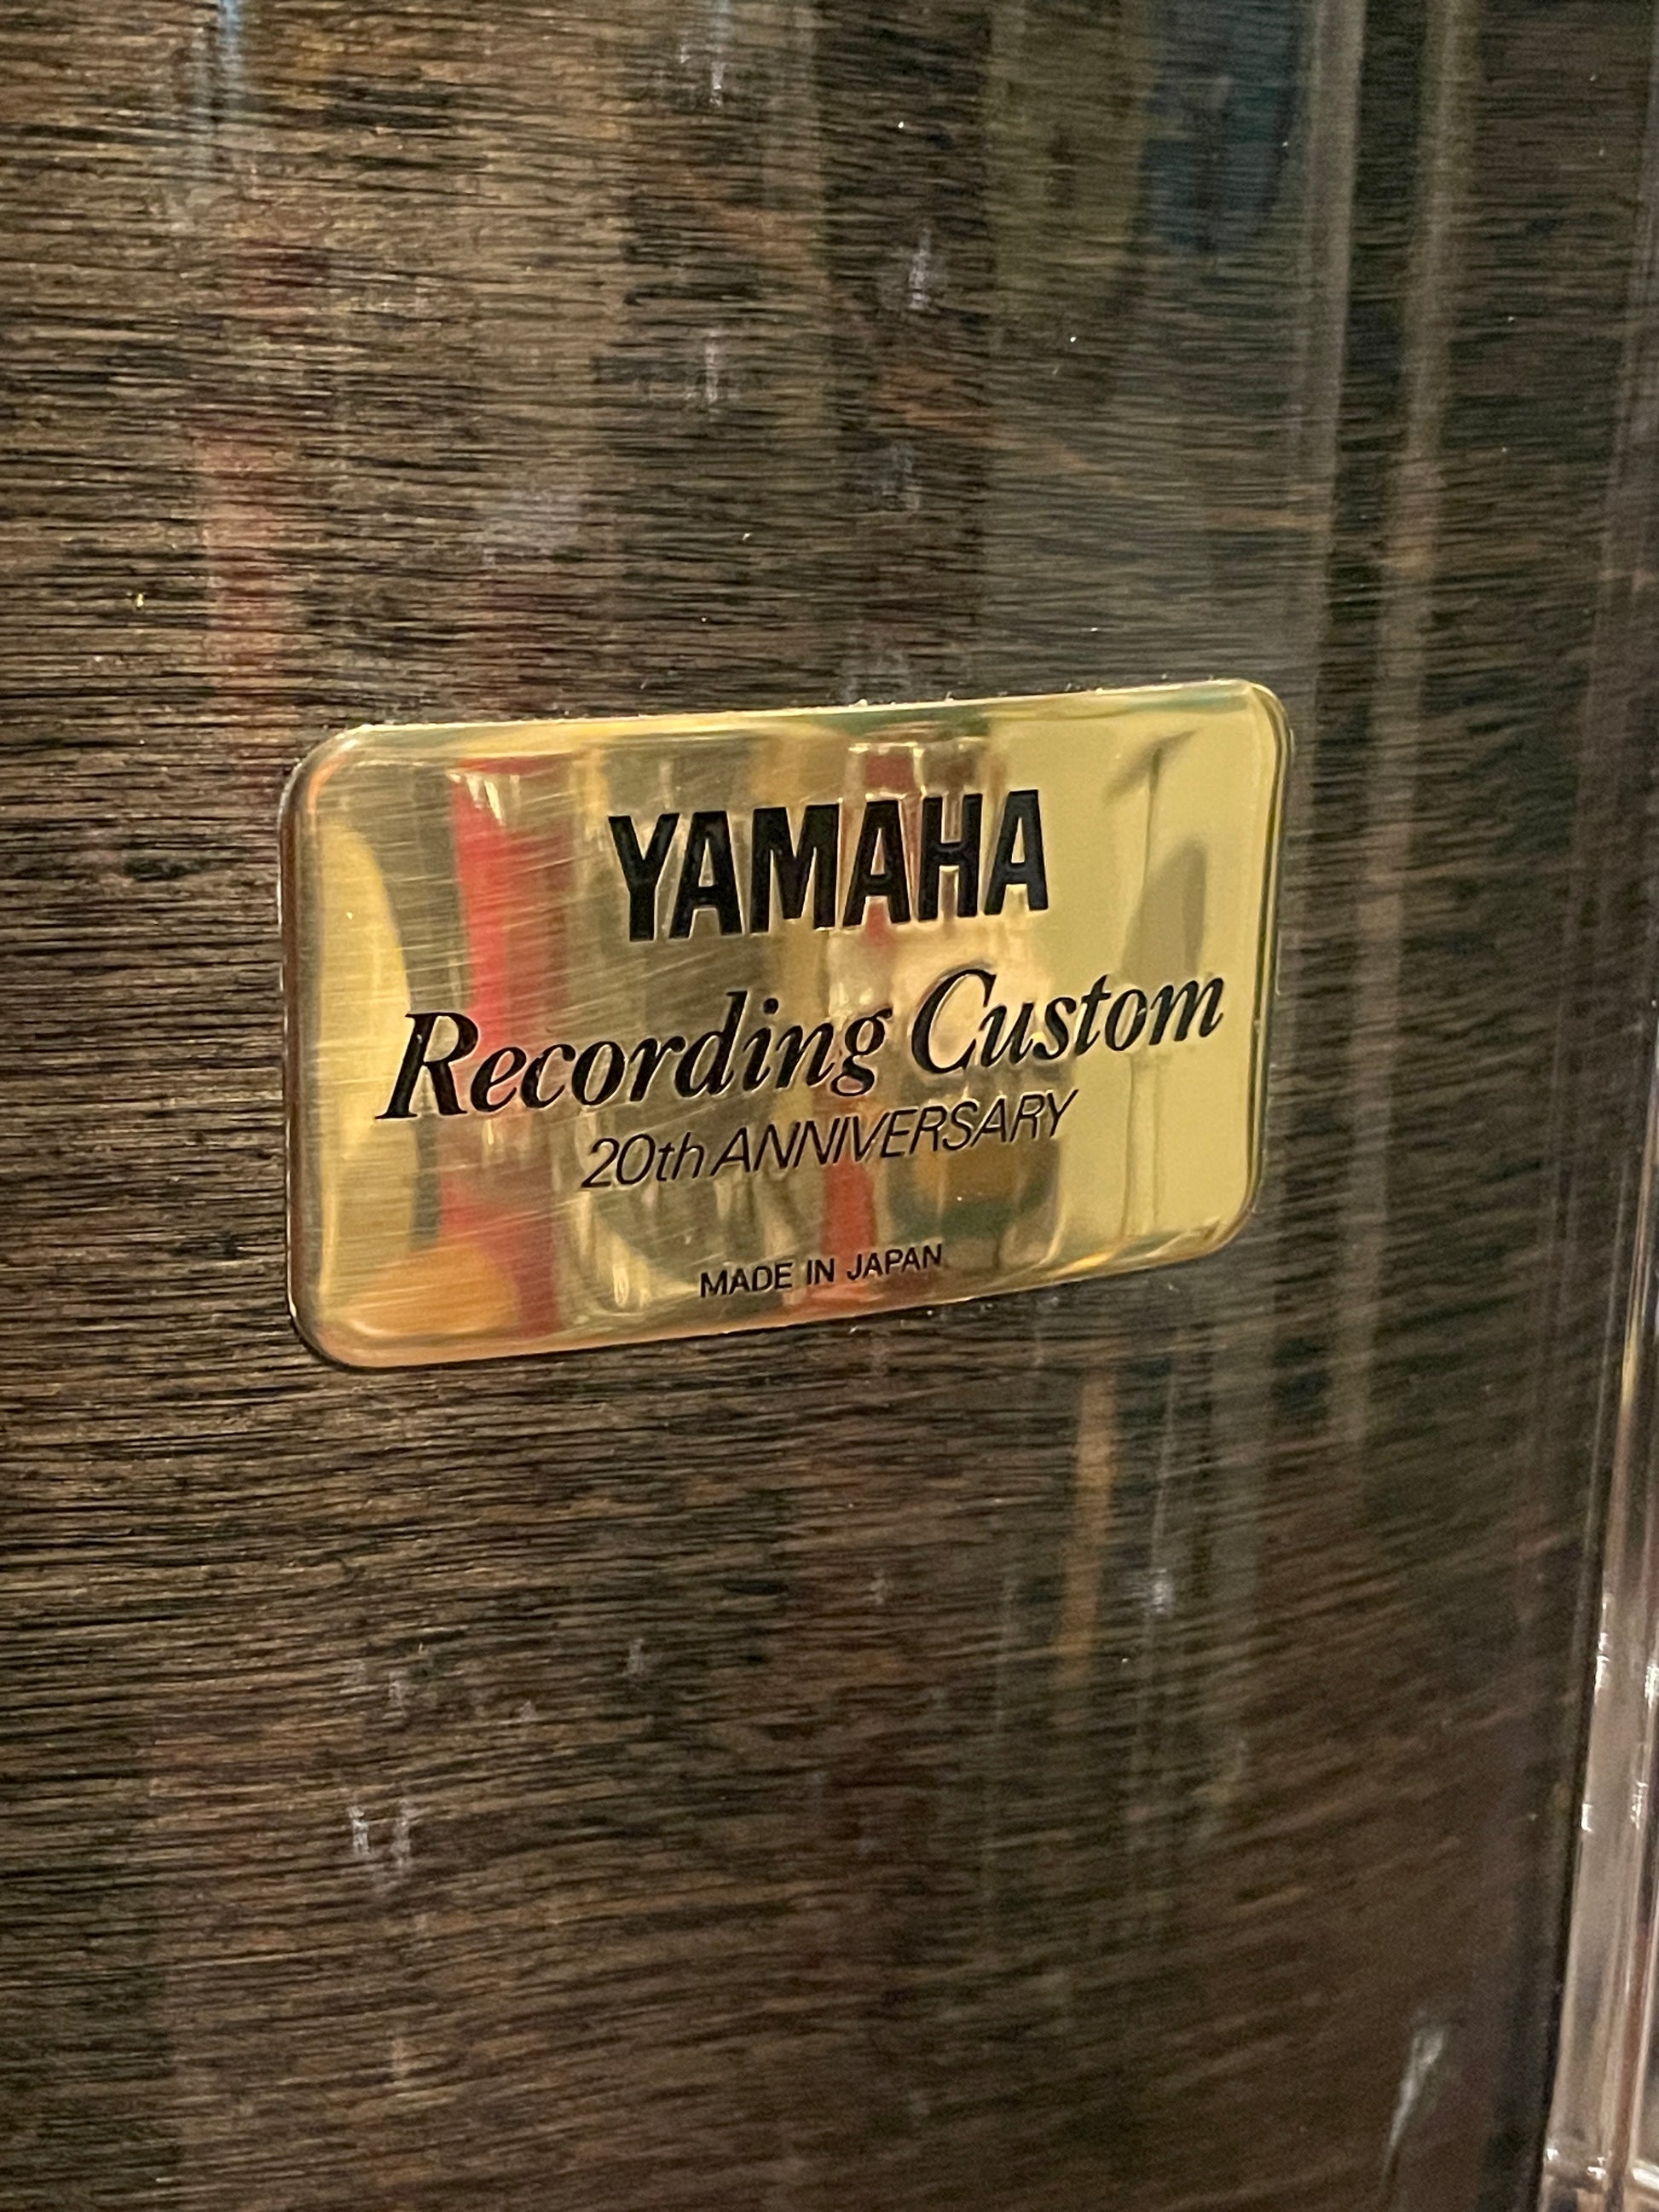 YAMAHA
Recording Custom
20th ANNIVERSARY
MADE IN JAPAN